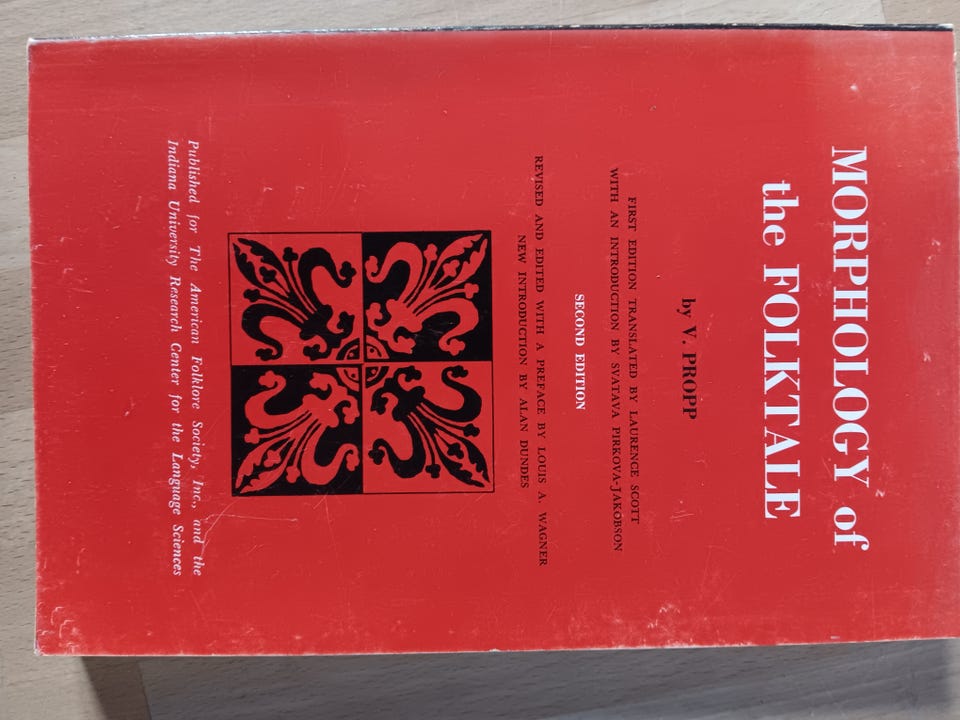 MORPHOLOGY of
the FOLKTALE
by V. PROPP
FIRST EDITION TRANSLATED BY LAURENCE SCOTT
WITH AN INTRODUCTION BY SVATAVA PIRKOVA-JAKOBSON
SECOND EDITION
REVISED AND EDITED WITH A PREFACE BY LOUIS A. WAGNER
NEW INTRODUCTION BY ALAN DUNDES
Published for The American Folklore Society, Inc., and the
Indiana University Research Center for the Language Sciences